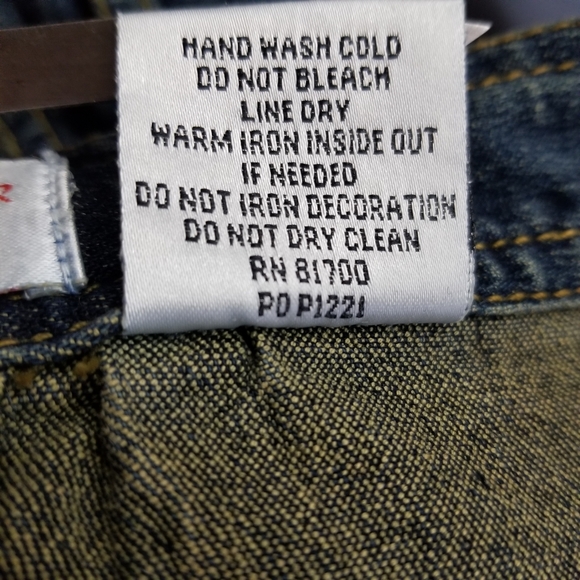 HAND WASH COLD
DO NOT BLEACH
LINE DRY
WARM IRON INSIDE OUT
IF NEEDED
DO NOT IRON DECORATION
DO NOT DRY CLEAN
RN 81700
PO P1221